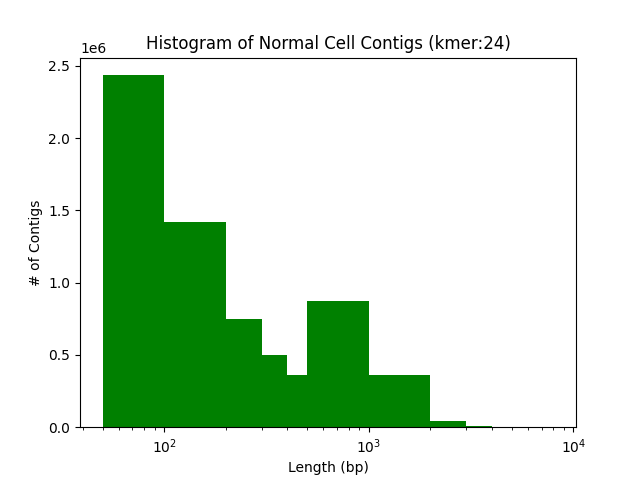 Histogram of Normal Cell Contigs (kmer:24)
1e6
2.5
2.0
1.5
1.0
0.5
0.0
# of Contigs
10²
10³
10⁴
Length (bp)